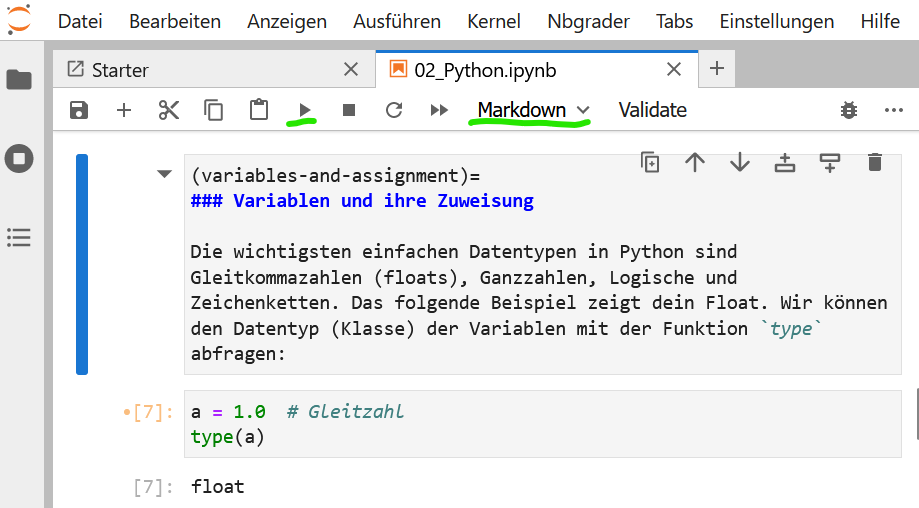 Datei Bearbeiten Anzeigen Ausführen Kernel Nbgrader Tabs Einstellungen Hilfe
Starter 02_Python.ipynb
Markdown Validate
(variables-and-assignment)=
### Variablen und ihre Zuweisung
Die wichtigsten einfachen Datentypen in Python sind
Gleitkommazahlen (floats), Ganzzahlen, Logische und
Zeichenketten. Das folgende Beispiel zeigt dein Float. Wir können
den Datentyp (Klasse) der Variablen mit der Funktion `type`
abfragen:
[7]: a = 1.0 # Gleitzahl
type(a)
[7]: float